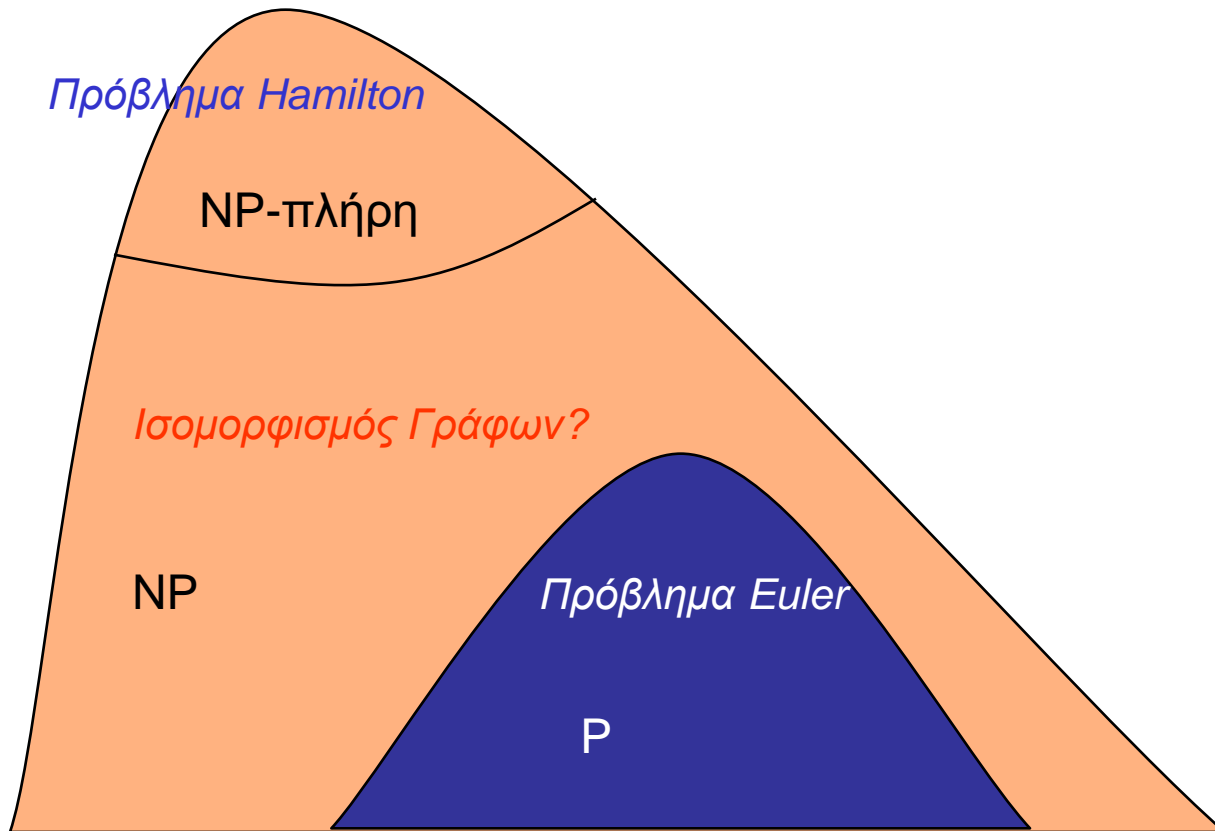 Πρόβλημα Hamilton
NP-πλήρη
Ισομορφισμός Γράφων?
NP
Πρόβλημα Euler
P